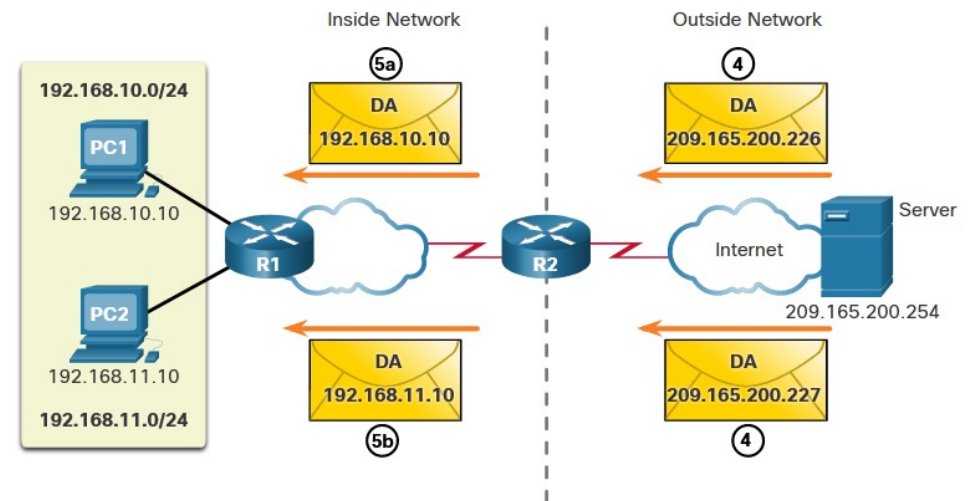 Inside Network
Outside Network
5a
4
192.168.10.0/24
DA
192.168.10.10
DA
209.165.200.226
PC1
192.168.10.10
R1
R2
Internet
Server
209.165.200.254
PC2
192.168.11.10
DA
192.168.11.10
DA
209.165.200.227
192.168.11.0/24
5b
4